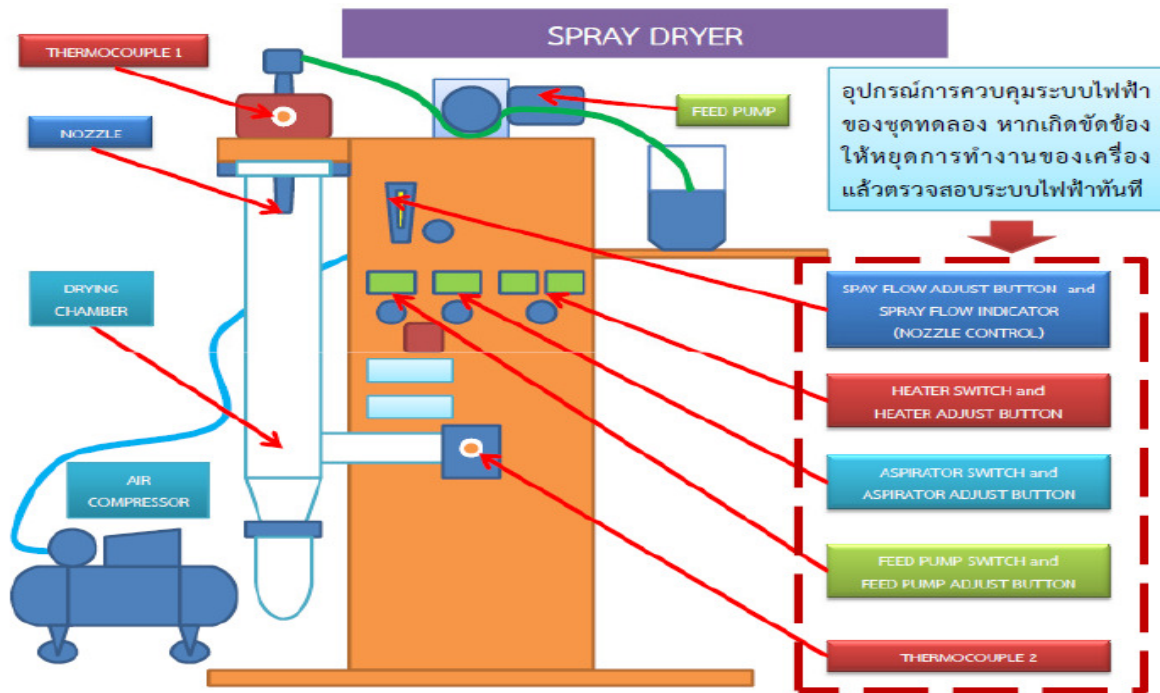 SPRAY DRYER
THERMOCOUPLE 1
NOZZLE
FEED PUMP
อุปกรณ์การควบคุมระบบไฟฟ้า
ของชุดทดลอง หากเกิดขัดข้อง
ให้หยุดการทำงานของเครื่อง
แล้วตรวจสอบระบบไฟฟ้าทันที
DRYING
CHAMBER
AIR
COMPRESSOR
SPAY FLOW ADJUST BUTTON and
SPRAY FLOW INDICATOR
(NOZZLE CONTROL)
HEATER SWITCH and
HEATER ADJUST BUTTON
ASPIRATOR SWITCH and
ASPIRATOR ADJUST BUTTON
FEED PUMP SWITCH and
FEED PUMP ADJUST BUTTON
THERMOCOUPLE 2